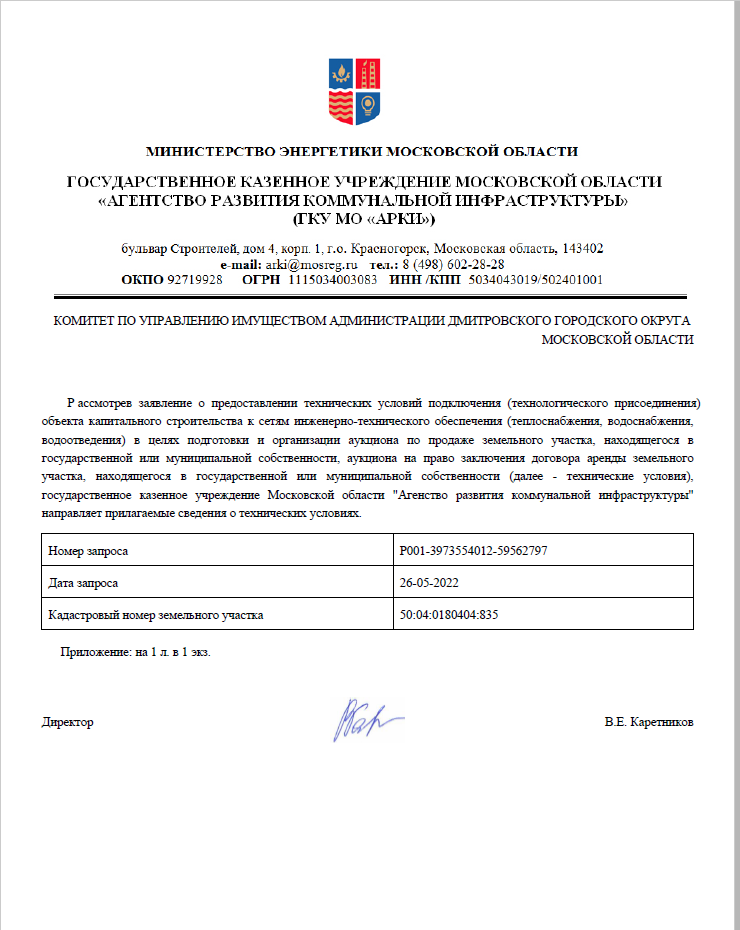 МИНИСТЕРСТВО ЭНЕРГЕТИКИ МОСКОВСКОЙ ОБЛАСТИ
ГОСУДАРСТВЕННОЕ КАЗЕННОЕ УЧРЕЖДЕНИЕ МОСКОВСКОЙ ОБЛАСТИ
«АГЕНТСТВО РАЗВИТИЯ КОММУНАЛЬНОЙ ИНФРАСТРУКТУРЫ»
(ГКУ МО «АРКИ»)
бульвар Строителей, дом 4, корп. 1, г.о. Красногорск, Московская область, 143402
e-mail: arki@mosreg.ru тел.: 8 (498) 602-28-28
ОКПО 92719928 ОГРН 1115034003083 ИНН /КПП 5034043019/502401001
КОМИТЕТ ПО УПРАВЛЕНИЮ ИМУЩЕСТВОМ АДМИНИСТРАЦИИ ДМИТРОВСКОГО ГОРОДСКОГО ОКРУГА
МОСКОВСКОЙ ОБЛАСТИ
Рассмотрев заявление о предоставлении технических условий подключения (технологического присоединения)
объекта капитального строительства к сетям инженерно-технического обеспечения (теплоснабжения, водоснабжения,
водоотведения) в целях подготовки и организации аукциона по продаже земельного участка, находящегося в
государственной или муниципальной собственности, аукциона на право заключения договора аренды земельного
участка, находящегося в государственной или муниципальной собственности (далее - технические условия),
государственное казенное учреждение Московской области "Агенство развития коммунальной инфраструктуры"
направляет прилагаемые сведения о технических условиях.
Номер запроса P001-3973554012-59562797
Дата запроса 26-05-2022
Кадастровый номер земельного участка 50:04:0180404:835
Приложение: на 1 л. в 1 экз.
Директор В.Е. Каретников